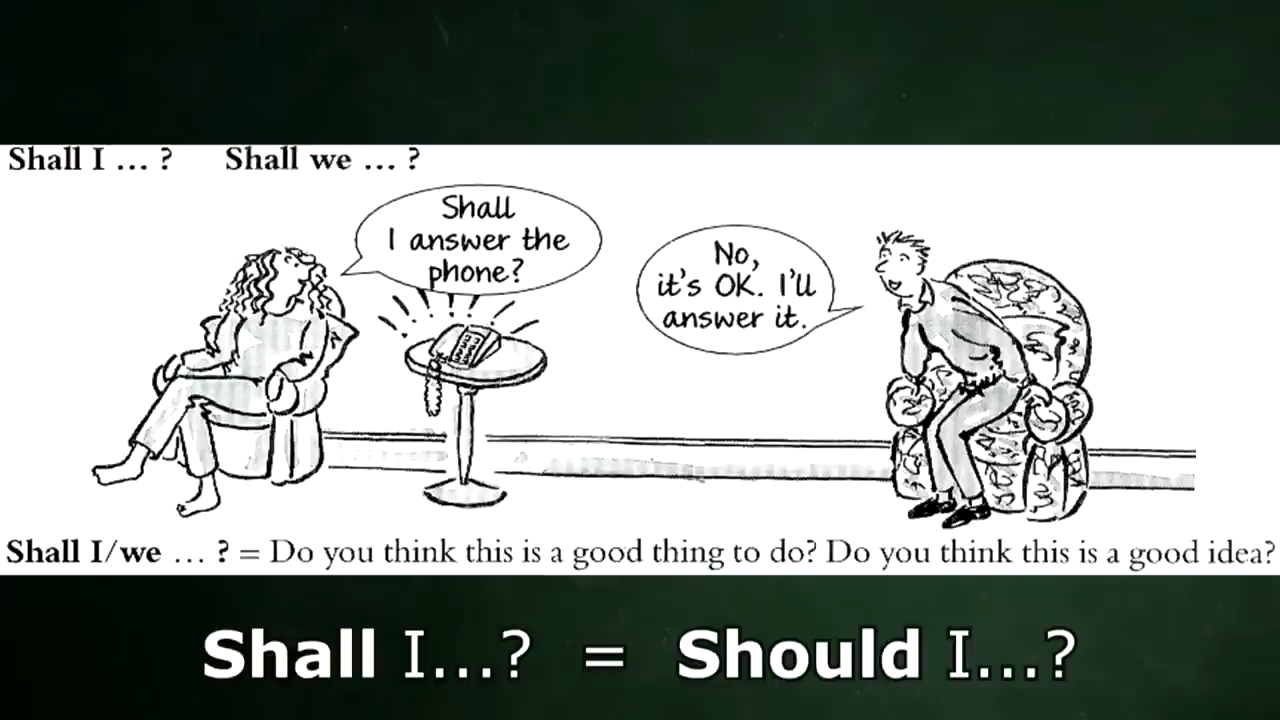 Shall I … ? Shall we … ?
Shall
I answer the
phone?
No,
it's OK. I'll
answer it.
Shall I/we … ? = Do you think this is a good thing to do? Do you think this is a good idea?
Shall I...? = Should I...?